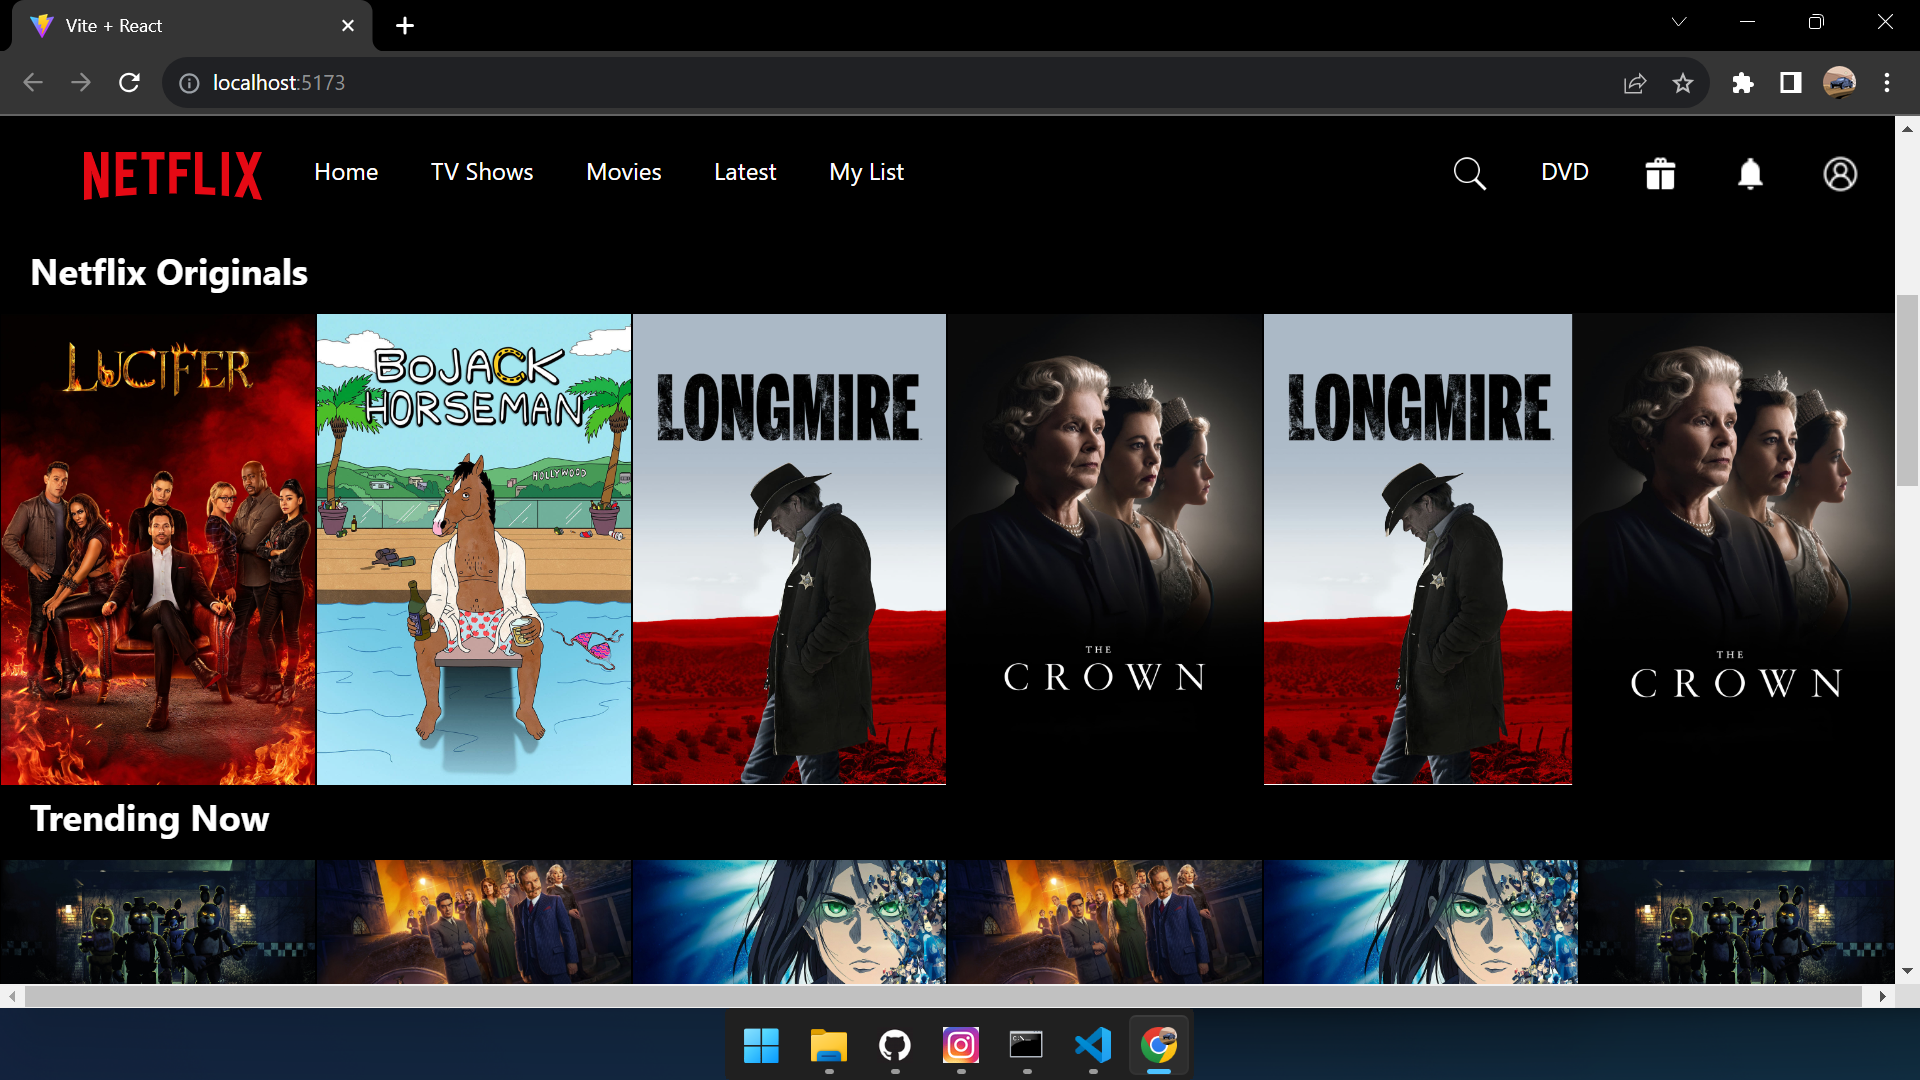 Vite + React
localhost:5173
NETFLIX Home TV Shows Movies Latest My List DVD
Netflix Originals
LUCIFER
BOJACK
HORSEMAN
HOLLYWOOD
LONGMIRE
THE
CROWN
LONGMIRE
THE
CROWN
Trending Now